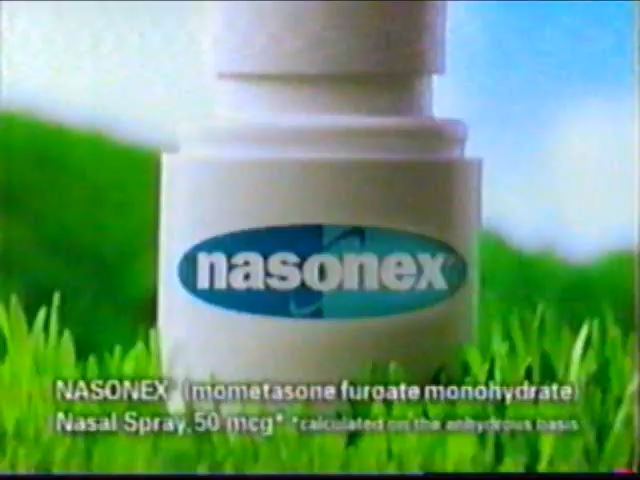 nasonex
NASONEX® (mometasone furoate monohydrate)
Nasal Spray, 50 mcg* *calculated on the anhydrous basis